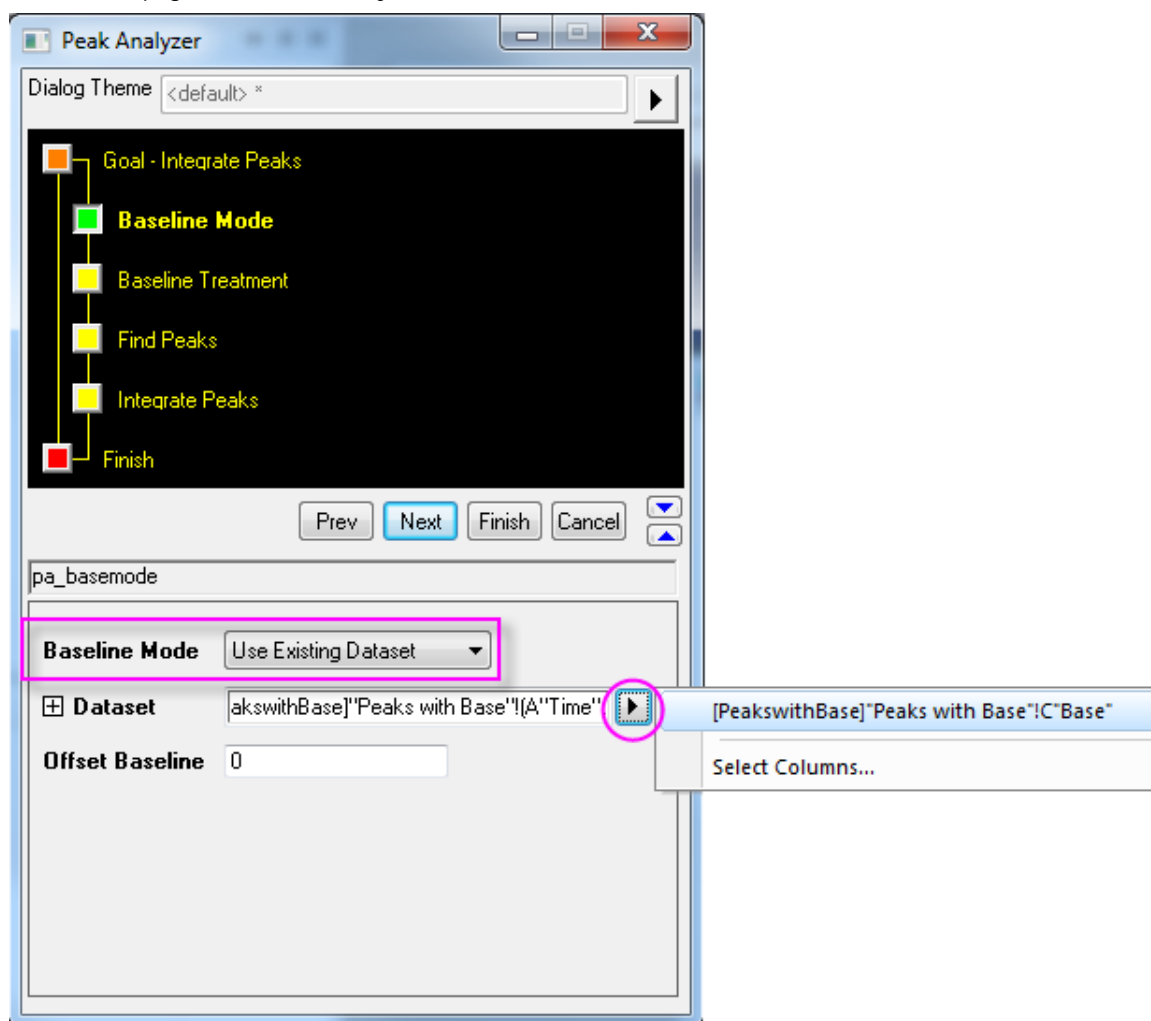 Peak Analyzer
Dialog Theme <default> *
Goal - Integrate Peaks
Baseline Mode
Baseline Treatment
Find Peaks
Integrate Peaks
Finish
Prev Next Finish Cancel
pa_basemode
Baseline Mode Use Existing Dataset
Dataset akswithBase]"Peaks with Base"!(A"Time"
[PeakswithBase]"Peaks with Base"!C"Base"
Offset Baseline 0
Select Columns...